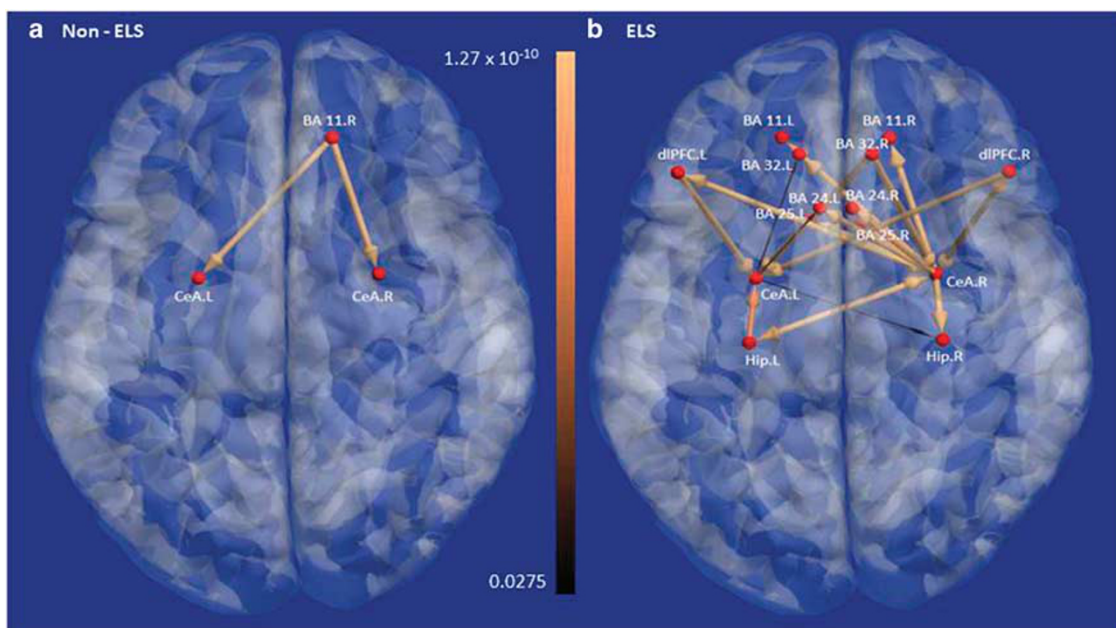 a Non - ELS
1.27 x 10⁻¹⁰
0.0275
BA 11.R
CeA.L
CeA.R
b ELS
BA 11.L
BA 11.R
BA 32.R
dlPFC.L
BA 32.L
dlPFC.R
BA 24.L
BA 24.R
BA 25.L
BA 25.R
CeA.L
CeA.R
Hip.L
Hip.R